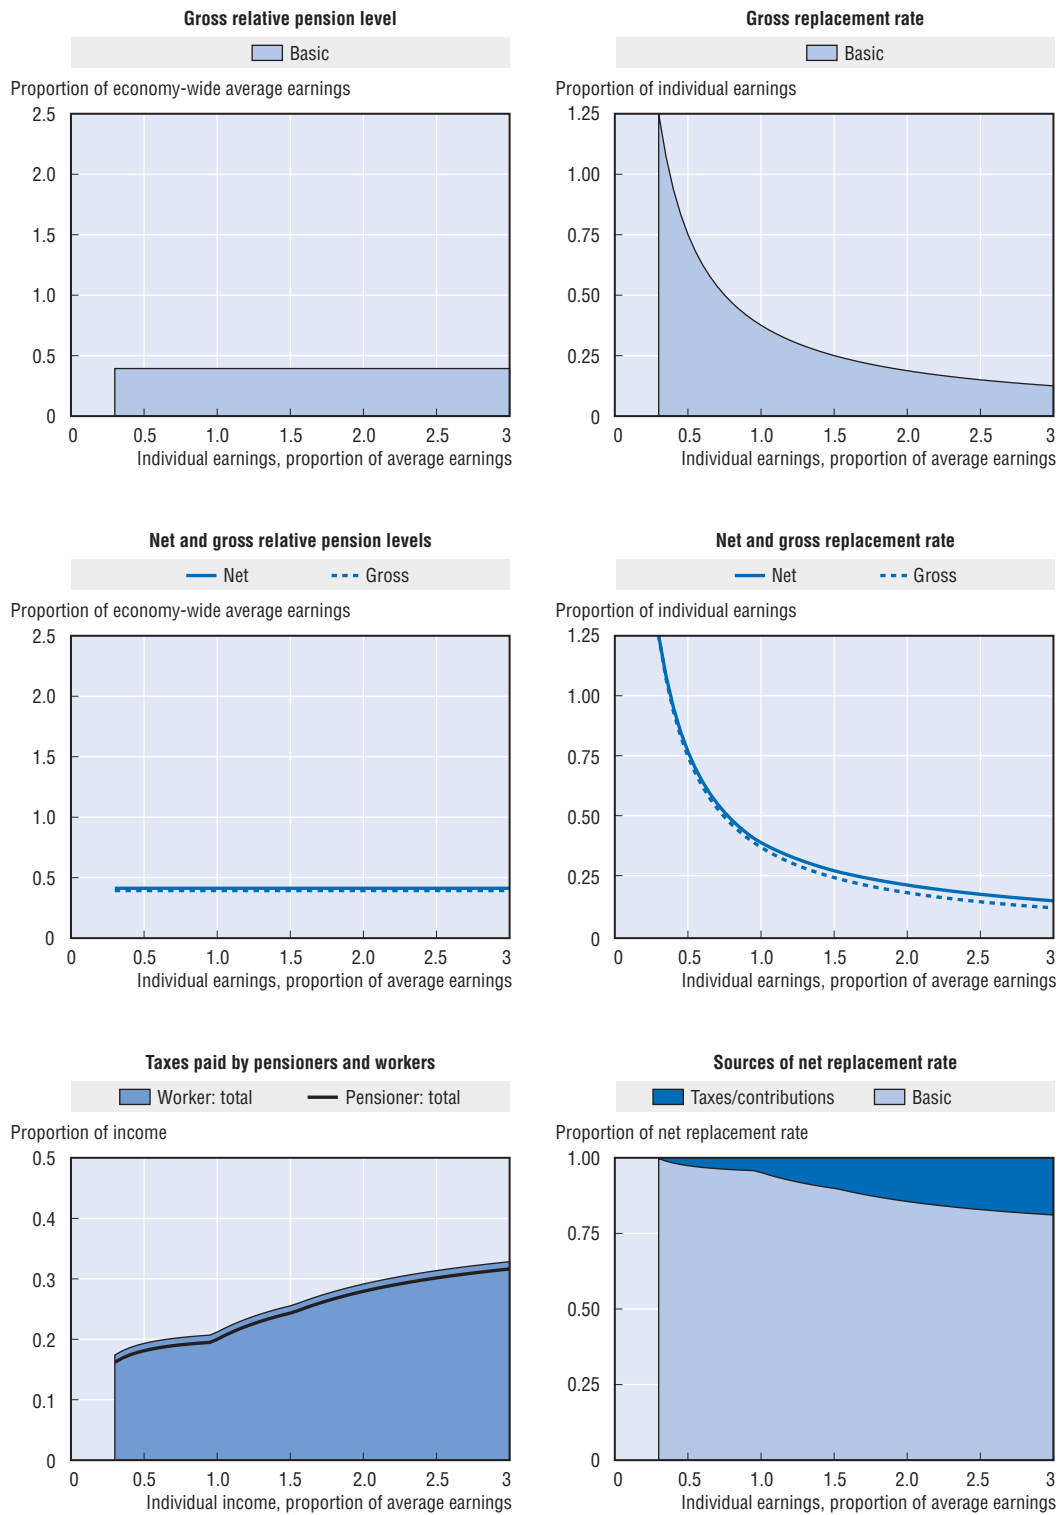 Gross relative pension level
Basic
Proportion of economy-wide average earnings
2.5
2.0
1.5
1.0
0.5
0
0 0.5 1.0 1.5 2.0 2.5 3
Individual earnings, proportion of average earnings
Gross replacement rate
Basic
Proportion of individual earnings
1.25
1.00
0.75
0.50
0.25
0
0 0.5 1.0 1.5 2.0 2.5 3
Individual earnings, proportion of average earnings
Net and gross relative pension levels
Net Gross
Proportion of economy-wide average earnings
2.5
2.0
1.5
1.0
0.5
0
0 0.5 1.0 1.5 2.0 2.5 3
Individual earnings, proportion of average earnings
Net and gross replacement rate
Net Gross
Proportion of individual earnings
1.25
1.00
0.75
0.50
0.25
0
0 0.5 1.0 1.5 2.0 2.5 3
Individual earnings, proportion of average earnings
Taxes paid by pensioners and workers
Worker: total Pensioner: total
Proportion of income
0.5
0.4
0.3
0.2
0.1
0
0 0.5 1.0 1.5 2.0 2.5 3
Individual income, proportion of average earnings
Sources of net replacement rate
Taxes/contributions Basic
Proportion of net replacement rate
1.00
0.75
0.50
0.25
0
0 0.5 1.0 1.5 2.0 2.5 3
Individual earnings, proportion of average earnings